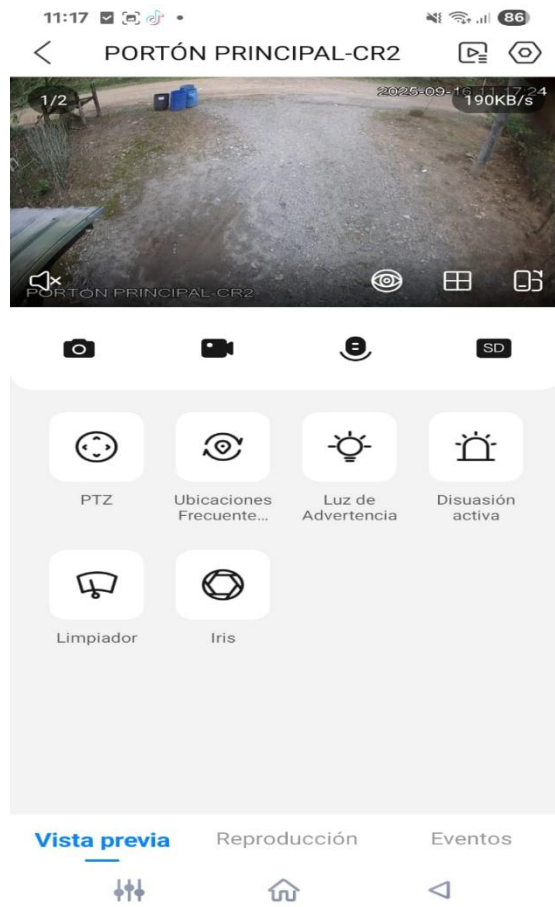 11:17
86
PORTÓN PRINCIPAL-CR2
1/2
2025-09-16 11:17:24
190KB/s
PORTÓN PRINCIPAL-CR2
SD
PTZ
Ubicaciones
Frecuente...
Luz de
Advertencia
Disuasión
activa
Limpiador
Iris
Vista previa
Reproducción
Eventos